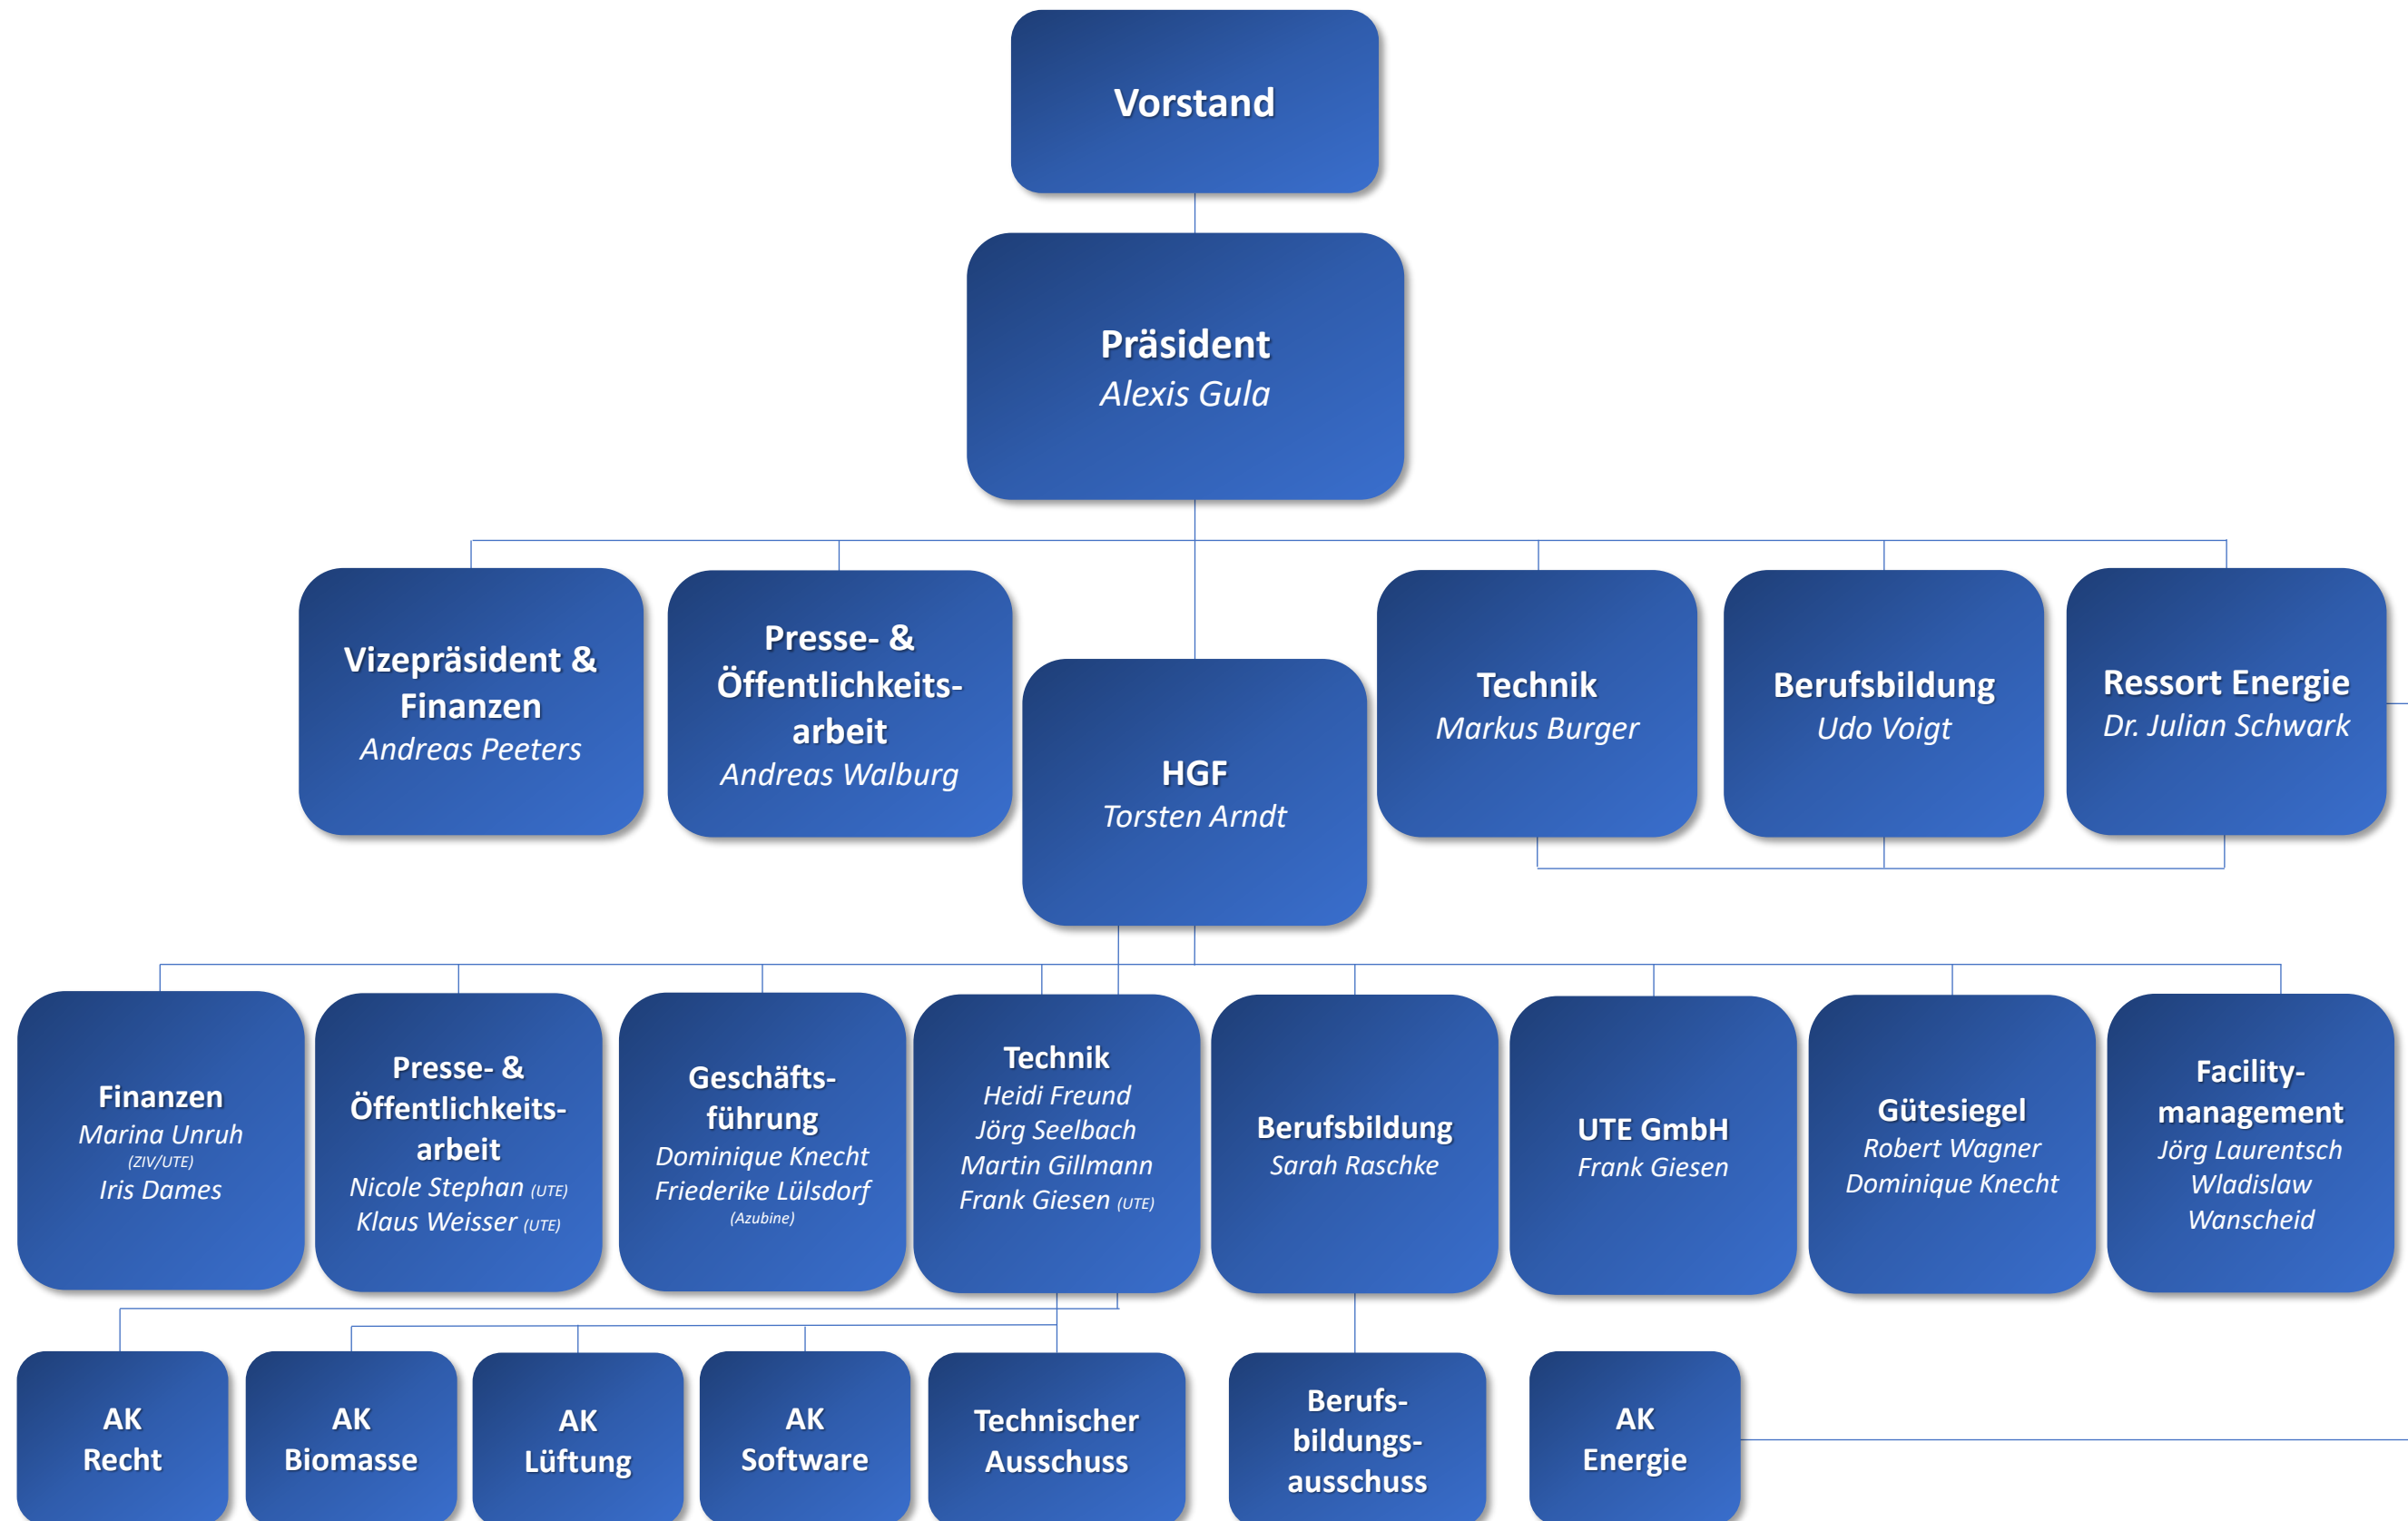 Vorstand
Präsident
Alexis Gula
Vizepräsident &
Finanzen
Andreas Peeters
Presse- &
Öffentlichkeits-
arbeit
Andreas Walburg
HGF
Torsten Arndt
Technik
Markus Burger
Berufsbildung
Udo Voigt
Ressort Energie
Dr. Julian Schwark
Finanzen
Marina Unruh
(ZIV/UTE)
Iris Dames
Presse- &
Öffentlichkeits-
arbeit
Nicole Stephan (UTE)
Klaus Weisser (UTE)
Geschäfts-
führung
Dominique Knecht
Friederike Lülsdorf
(Azubine)
Technik
Heidi Freund
Jörg Seelbach
Martin Gillmann
Frank Giesen (UTE)
Berufsbildung
Sarah Raschke
UTE GmbH
Frank Giesen
Gütesiegel
Robert Wagner
Dominique Knecht
Facility-
management
Jörg Laurentsch
Wladislaw
Wanscheid
AK
Recht
AK
Biomasse
AK
Lüftung
AK
Software
Technischer
Ausschuss
Berufs-
bildungs-
ausschuss
AK
Energie